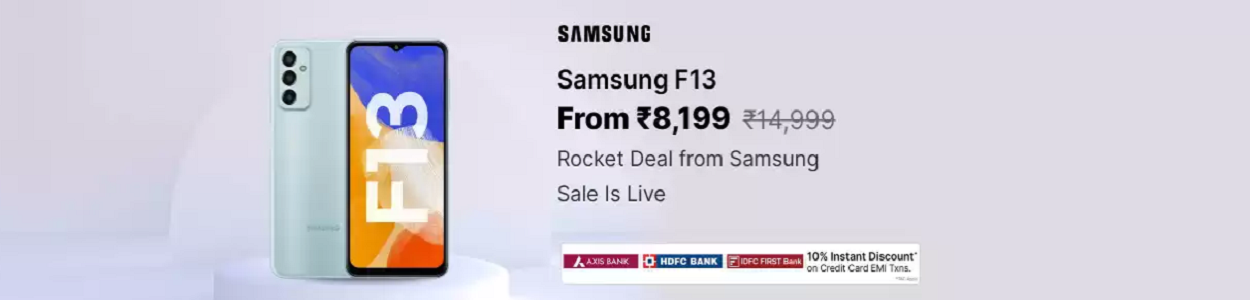 SAMSUNG
Samsung F13
From ₹8,199 ₹14,999
Rocket Deal from Samsung
Sale Is Live
F13
SAMSUNG
AXIS BANK HDFC BANK IDFC FIRST Bank 10% Instant Discount*
on Credit Card EMI Txns.